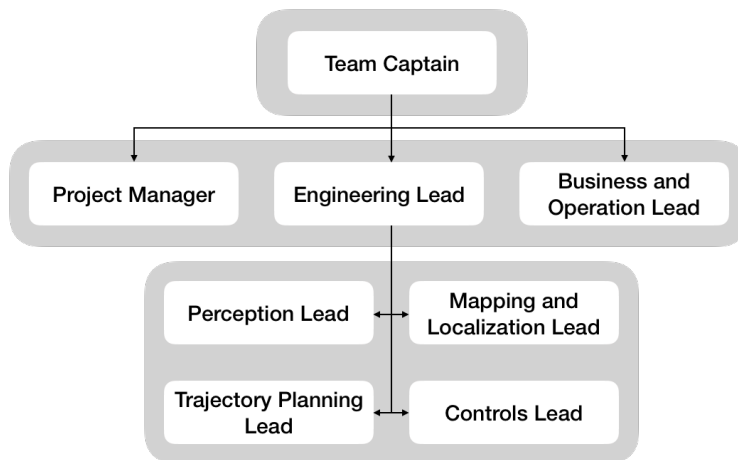 Team Captain
Project Manager
Engineering Lead
Business and
Operation Lead
Perception Lead
Mapping and
Localization Lead
Trajectory Planning
Lead
Controls Lead